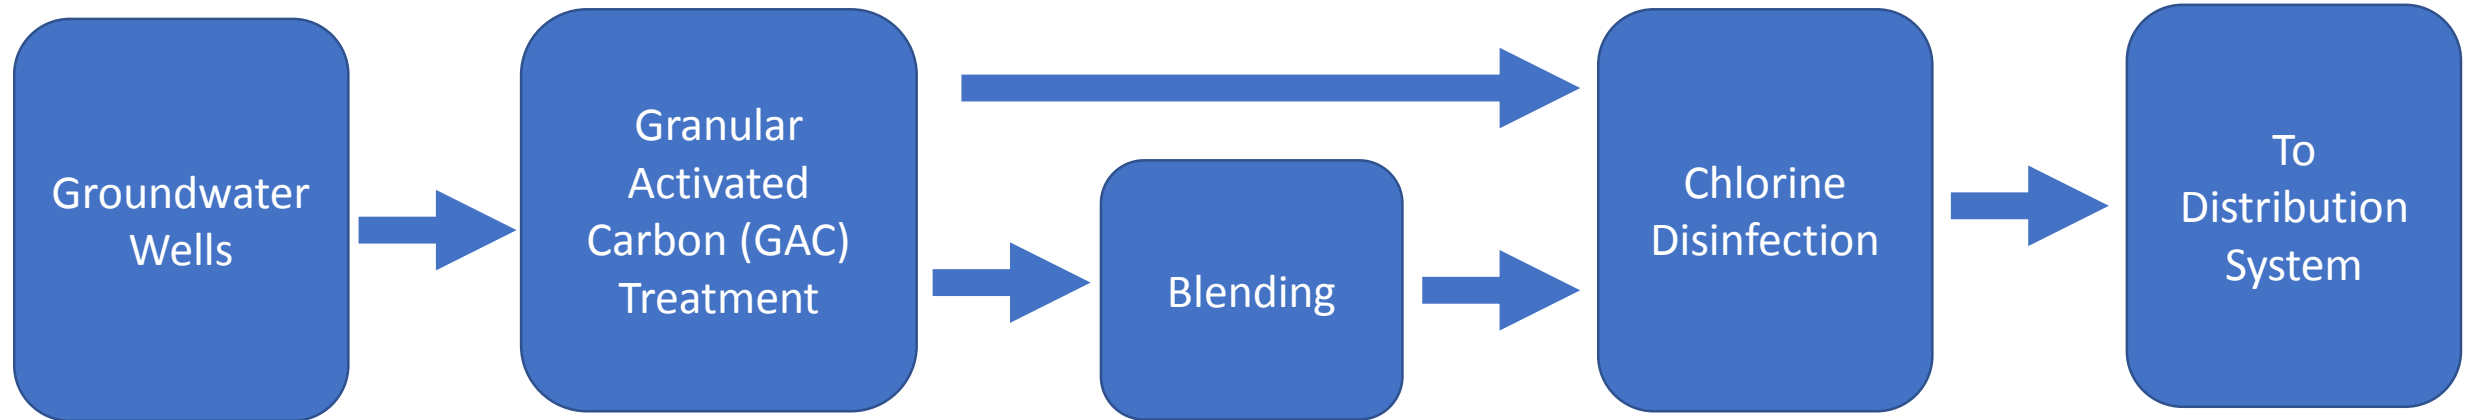 Groundwater
Wells
Granular
Activated
Carbon (GAC)
Treatment
Blending
Chlorine
Disinfection
To
Distribution
System